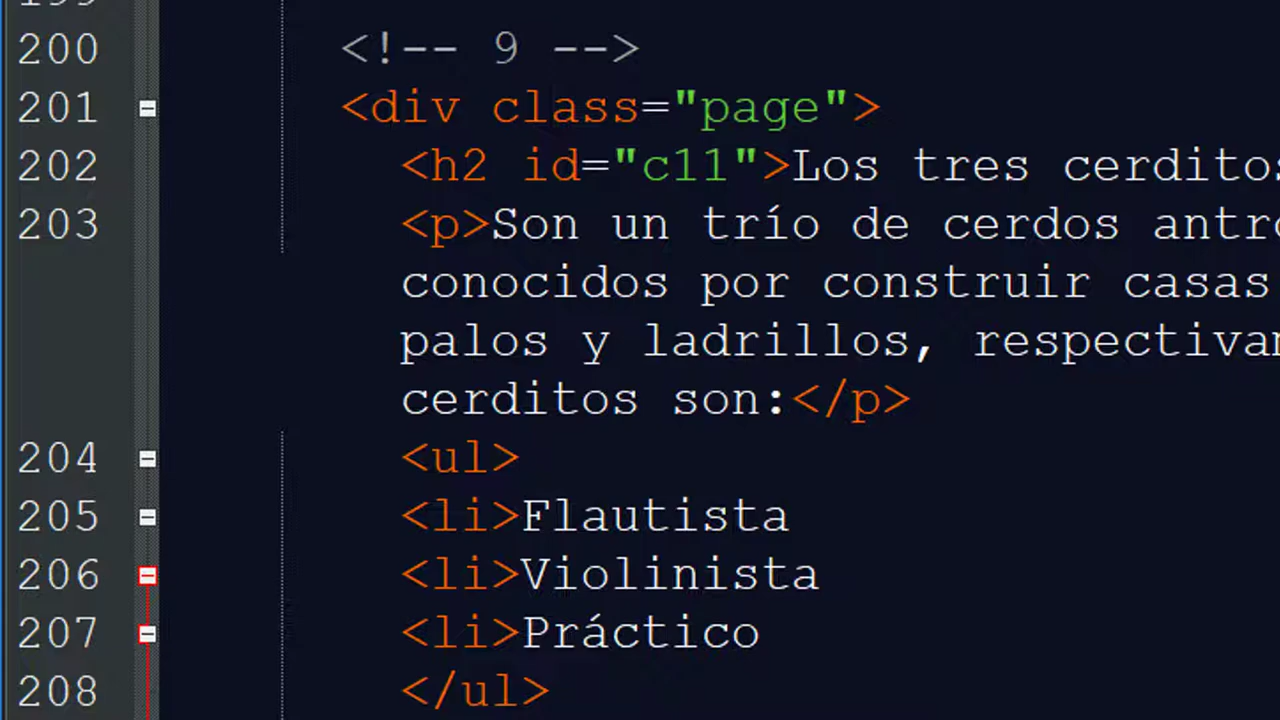 200 <!-- 9 -->
201 <div class="page">
202 <h2 id="c11">Los tres cerditos
203 <p>Son un trío de cerdos
conocidos por construir casas
palos y ladrillos,
cerditos son:</p>
204 <ul>
205 <li>Flautista
206 <li>Violinista
207 <li>Práctico
208 </ul>